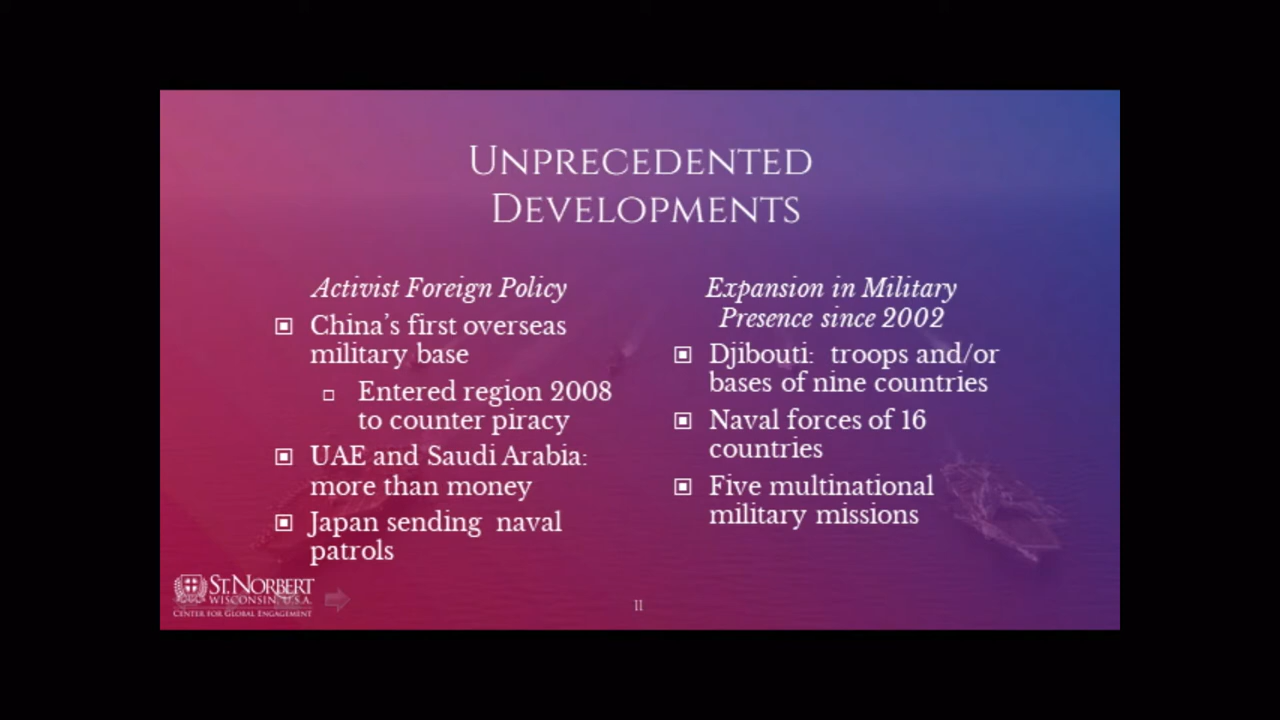 UNPRECEDENTED
DEVELOPMENTS
Activist Foreign Policy
China's first overseas
military base
Entered region 2008
to counter piracy
UAE and Saudi Arabia:
more than money
Japan sending naval
patrols
Expansion in Military
Presence since 2002
Djibouti: troops and/or
bases of nine countries
Naval forces of 16
countries
Five multinational
military missions
ST. NORBERT
WISCONSIN, U.S.A.
CENTER FOR GLOBAL ENGAGEMENT
11